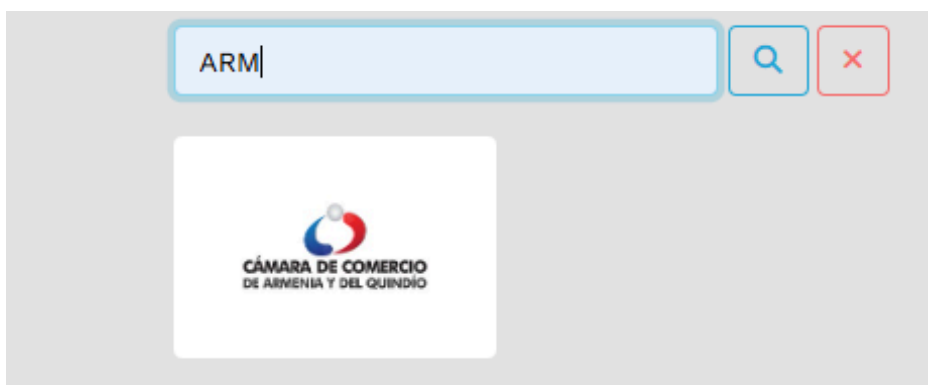 ARM
CÁMARA DE COMERCIO
DE ARMENIA Y DEL QUINDÍO